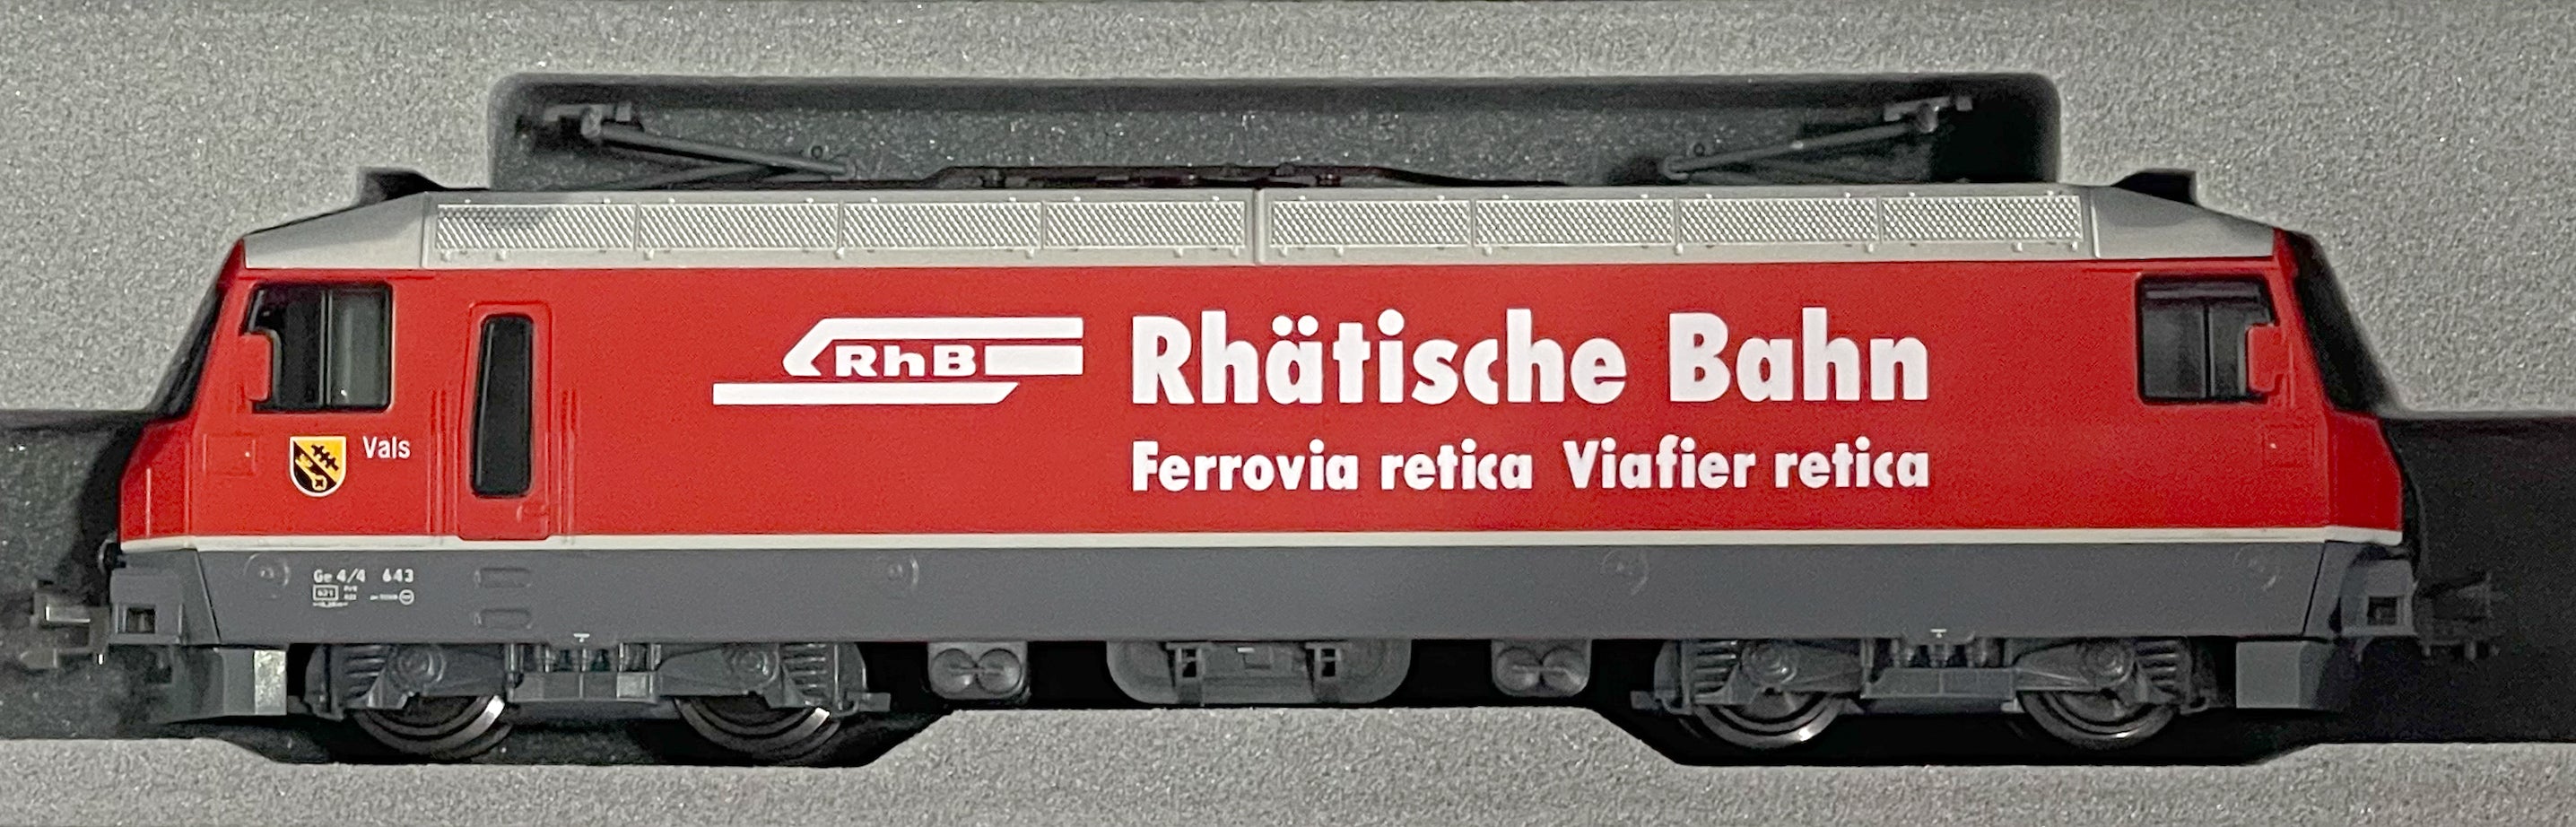 RhB
Rhätische Bahn
Ferrovia retica Viafier retica
Vals
Ge 4/4 643